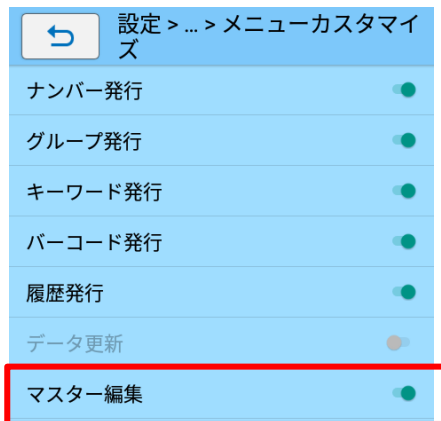 設定 > ... > メニューカスタマイ
ズ
ナンバー発行
グループ発行
キーワード発行
バーコード発行
履歴発行
データ更新
マスター編集